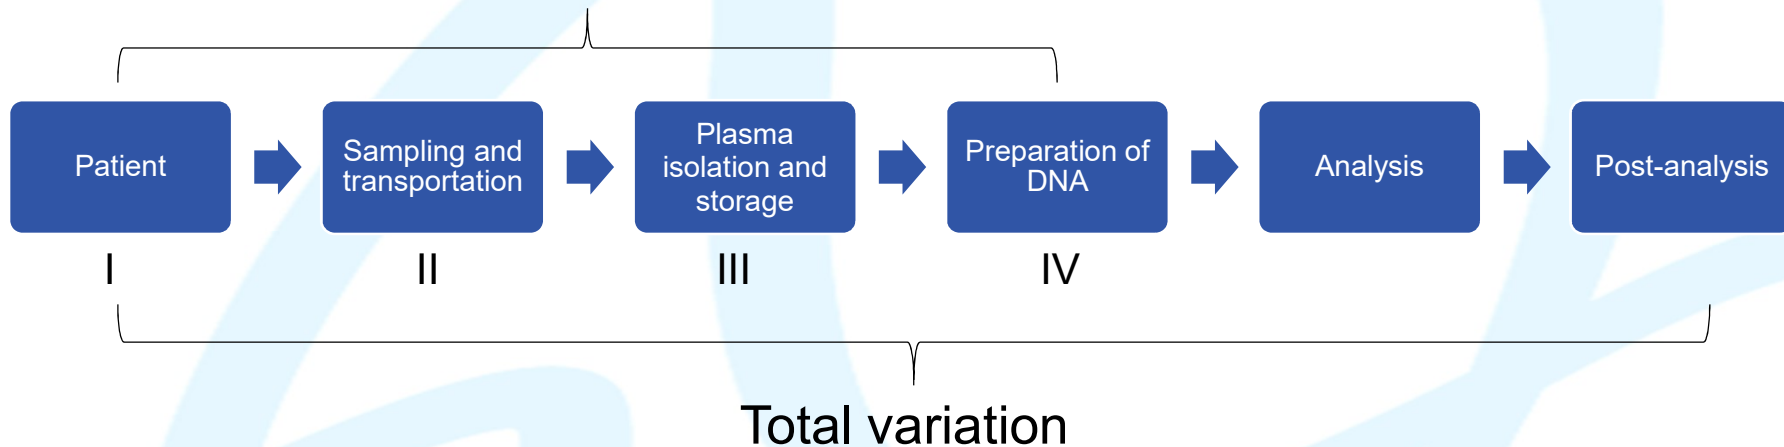 Patient
Sampling and
transportation
Plasma
isolation and
storage
Preparation of
DNA
Analysis
Post-analysis
I
II
III
IV
Total variation